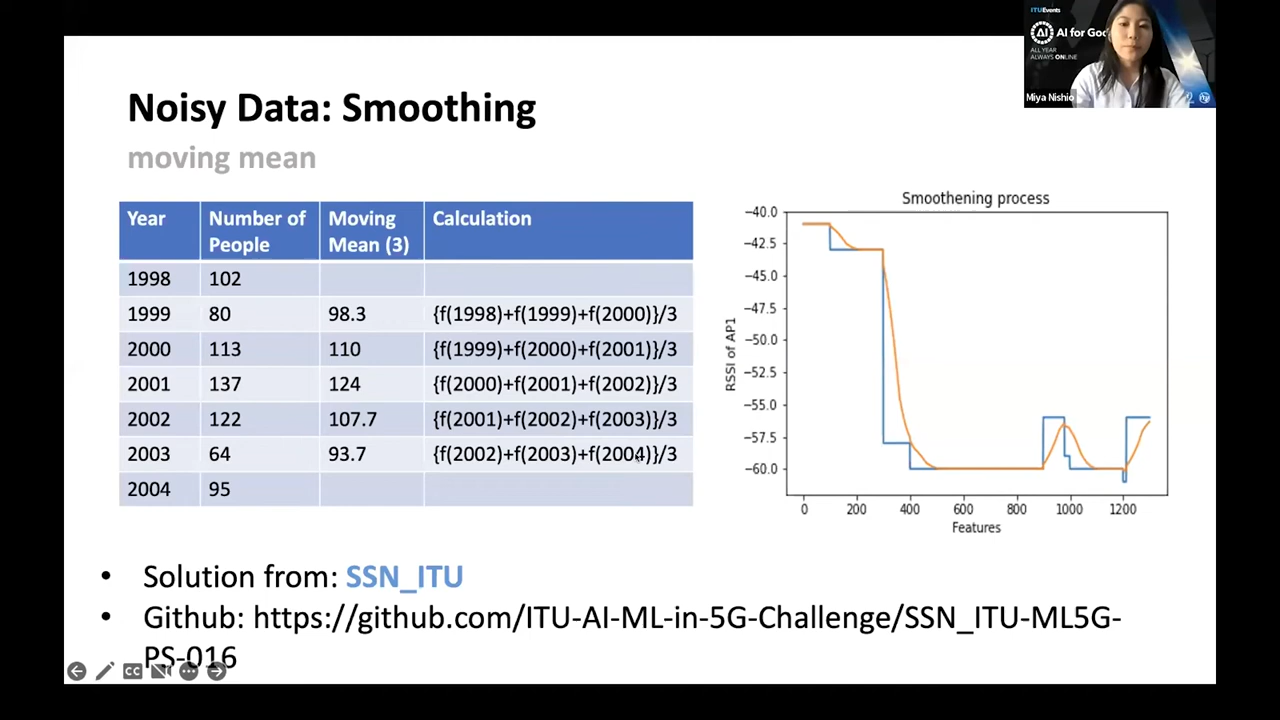 ITUEvents
AI AI for Goo
ALL YEAR
ALWAYS ONLINE
Miya Nishio
Noisy Data: Smoothing
moving mean
Year Number of People Moving Mean (3) Calculation
1998 102
1999 80 98.3 {f(1998)+f(1999)+f(2000)}/3
2000 113 110 {f(1999)+f(2000)+f(2001)}/3
2001 137 124 {f(2000)+f(2001)+f(2002)}/3
2002 122 107.7 {f(2001)+f(2002)+f(2003)}/3
2003 64 93.7 {f(2002)+f(2003)+f(2004)}/3
2004 95
Smoothening process
−40.0
−42.5
−45.0
−47.5
−50.0
−52.5
−55.0
−57.5
−60.0
RSSI of AP1
0 200 400 600 800 1000 1200
Features
• Solution from: SSN_ITU
• Github: https://github.com/ITU-AI-ML-in-5G-Challenge/SSN_ITU-ML5G-
PS-016
CC